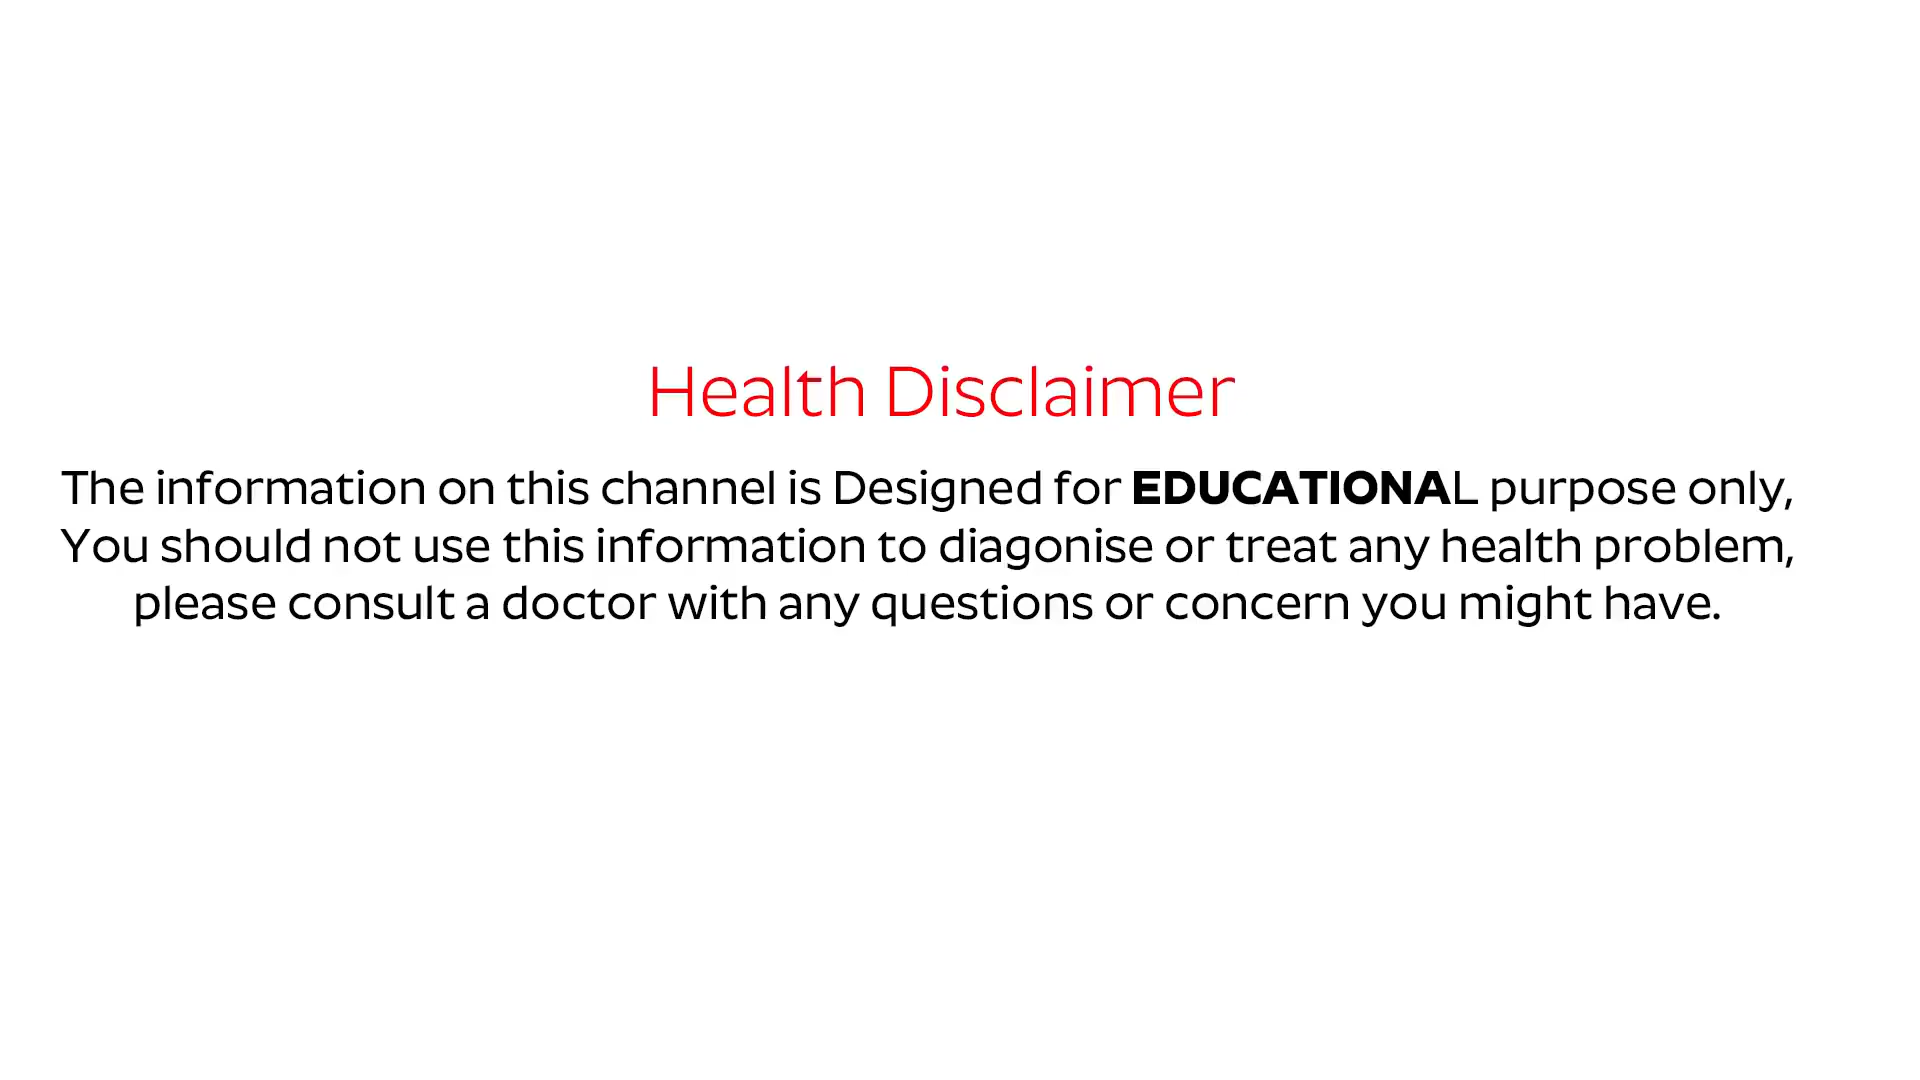 Health Disclaimer
The information on this channel is Designed for EDUCATIONAL purpose only,
You should not use this information to diagonise or treat any health problem,
please consult a doctor with any questions or concern you might have.